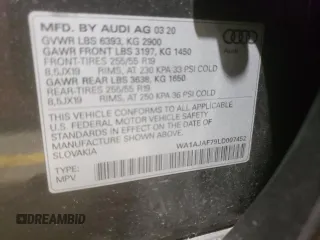 MFD. BY AUDI AG 03 20
GVWR LBS 6393, KG 2900
GAWR FRONT LBS 3197, KG 1450
FRONT-TIRES 255/55 R19
8,5JX19 RIMS, AT 230 KPA 33 PSI COLD
GAWR REAR LBS 3638, KG 1650
REAR-TIRES 255/55 R19
8,5JX19 RIMS, AT 250 KPA 36 PSI COLD
THIS VEHICLE CONFORMS TO ALL APPLICABLE
U.S. FEDERAL MOTOR VEHICLE SAFETY
STANDARDS IN EFFECT ON THE DATE OF
MANUFACTURE SHOWN ABOVE.
SLOVAKIA
TYPE:
MPV
Audi
DREAMBID